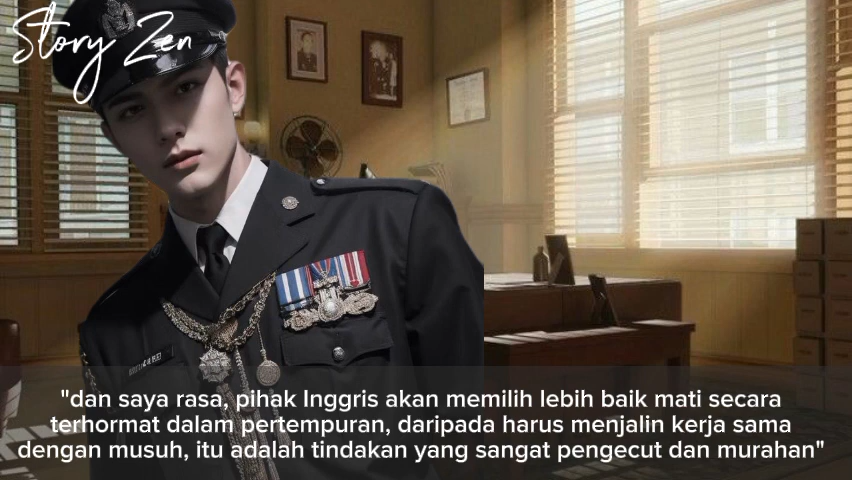 Story Zen
"dan saya rasa, pihak Inggris akan memilih lebih baik mati secara
terhormat dalam pertempuran, daripada harus menjalin kerja sama
dengan musuh, itu adalah tindakan yang sangat pengecut dan murahan"